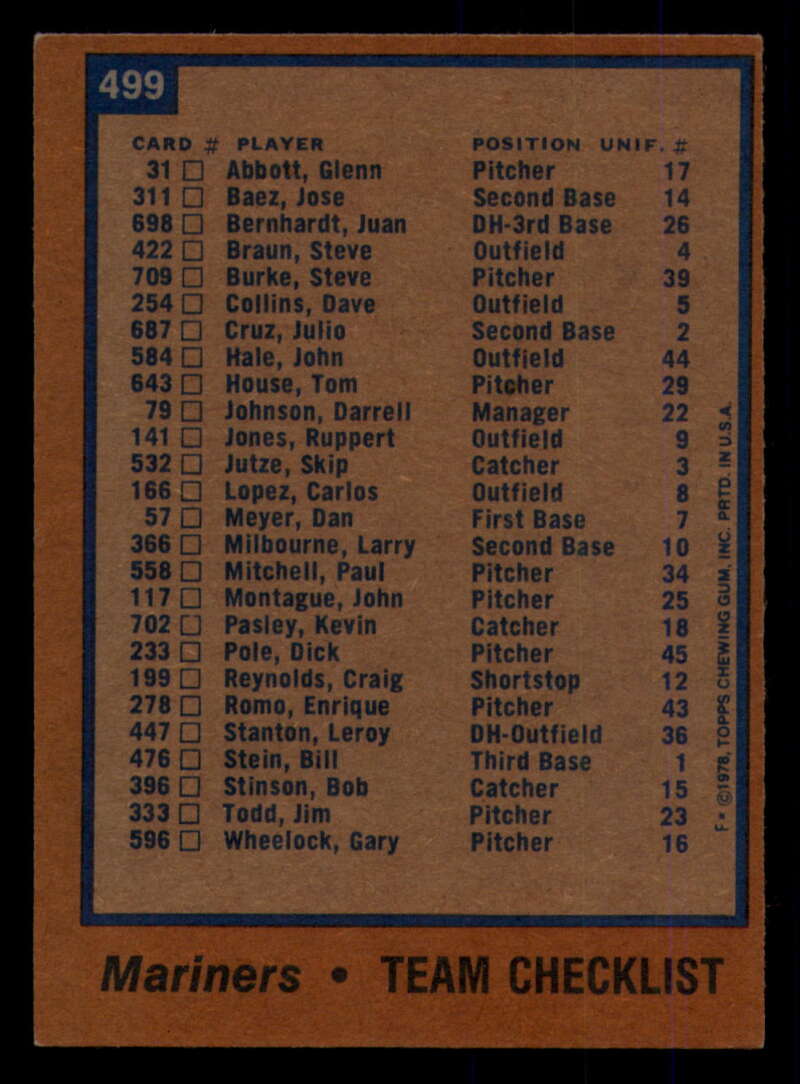 499
CARD # PLAYER POSITION UNIF. #
31 □ Abbott, Glenn Pitcher 17
311 □ Baez, Jose Second Base 14
698 □ Bernhardt, Juan DH-3rd Base 26
422 □ Braun, Steve Outfield 4
709 □ Burke, Steve Pitcher 39
254 □ Collins, Dave Outfield 5
687 □ Cruz, Julio Second Base 2
584 □ Hale, John Outfield 44
643 □ House, Tom Pitcher 29
79 □ Johnson, Darrell Manager 22
141 □ Jones, Ruppert Outfield 9
532 □ Jutze, Skip Catcher 3
166 □ Lopez, Carlos Outfield 8
57 □ Meyer, Dan First Base 7
366 □ Milbourne, Larry Second Base 10
558 □ Mitchell, Paul Pitcher 34
117 □ Montague, John Pitcher 25
702 □ Pasley, Kevin Catcher 18
233 □ Pole, Dick Pitcher 45
199 □ Reynolds, Craig Shortstop 12
278 □ Romo, Enrique Pitcher 43
447 □ Stanton, Leroy DH-Outfield 36
476 □ Stein, Bill Third Base 1
396 □ Stinson, Bob Catcher 15
333 □ Todd, Jim Pitcher 23
596 □ Wheelock, Gary Pitcher 16
F* ©1978, TOPPS CHEWING GUM, INC. PRTD. IN U.S.A.
Mariners • TEAM CHECKLIST